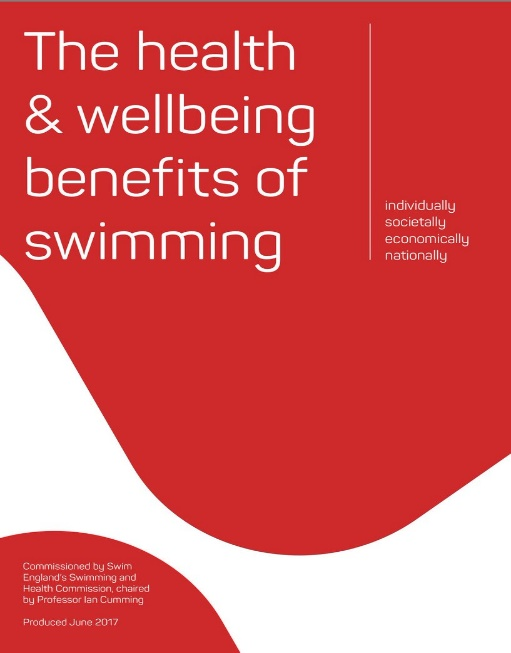 The health
& wellbeing
benefits of
swimming
individually
societally
economically
nationally
Commissioned by Swim
England's Swimming and
Health Commission, chaired
by Professor Ian Cumming
Produced June 2017